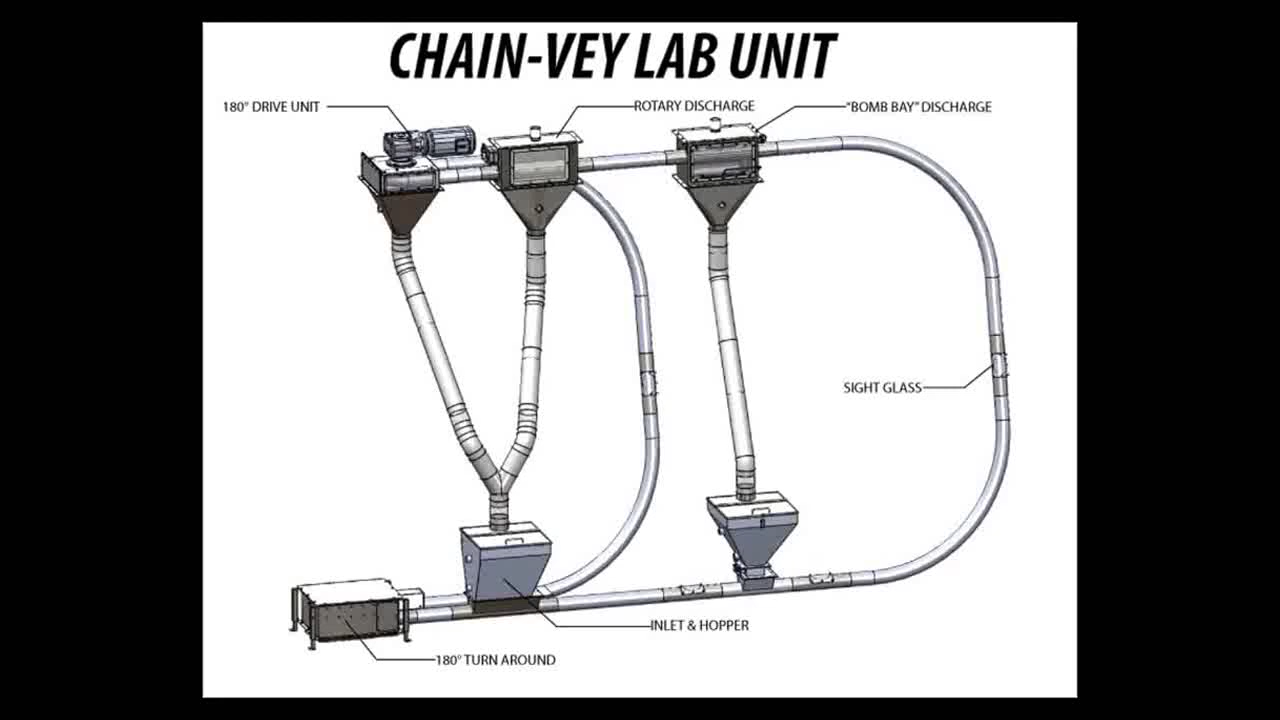 CHAIN-VEY LAB UNIT
180° DRIVE UNIT
ROTARY DISCHARGE
“BOMB BAY” DISCHARGE
SIGHT GLASS
INLET & HOPPER
180° TURN AROUND